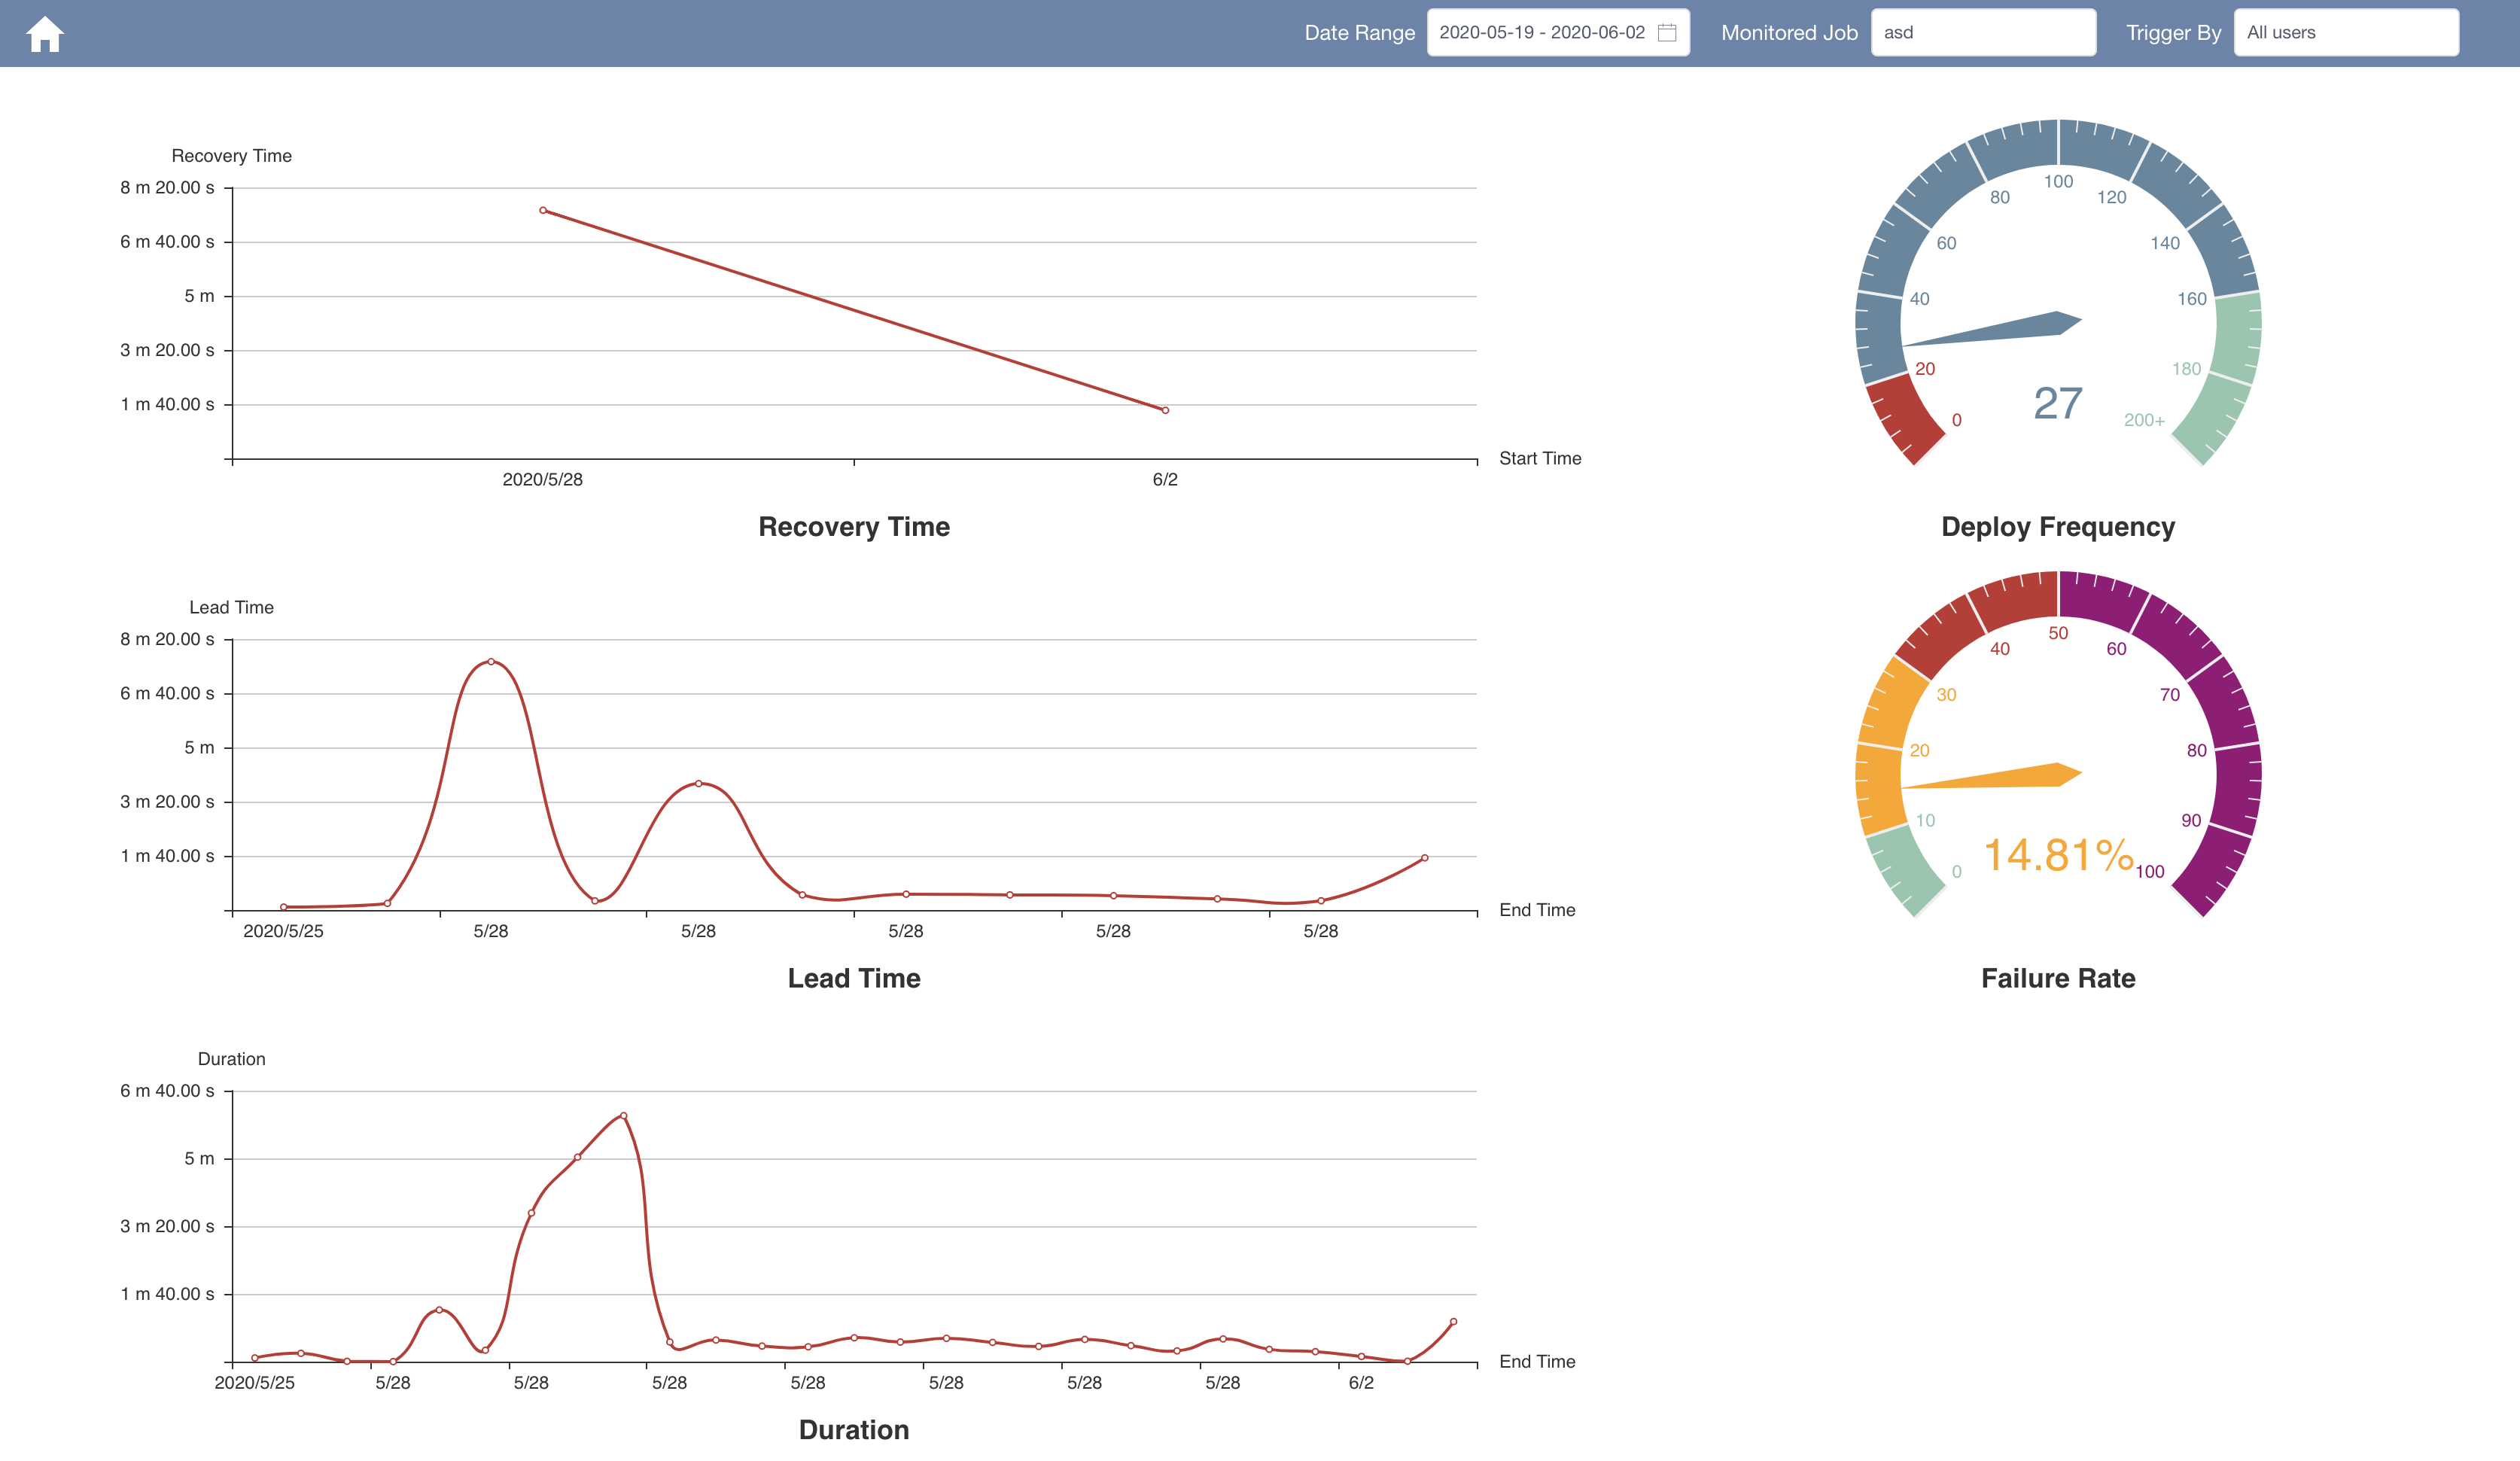 Date Range 2020-05-19 - 2020-06-02 Monitored Job asd Trigger By All users
Recovery Time
8 m 20.00 s
6 m 40.00 s
5 m
3 m 20.00 s
1 m 40.00 s
Start Time
2020/5/28 6/2
Recovery Time
0
20
40
60
80
100
120
140
160
180
200+
27
Deploy Frequency
Lead Time
8 m 20.00 s
6 m 40.00 s
5 m
3 m 20.00 s
1 m 40.00 s
End Time
2020/5/25 5/28 5/28 5/28 5/28 5/28
Lead Time
0
10
20
30
40
50
60
70
80
90
100
14.81%
Failure Rate
Duration
6 m 40.00 s
5 m
3 m 20.00 s
1 m 40.00 s
End Time
2020/5/25 5/28 5/28 5/28 5/28 5/28 5/28 5/28 6/2
Duration